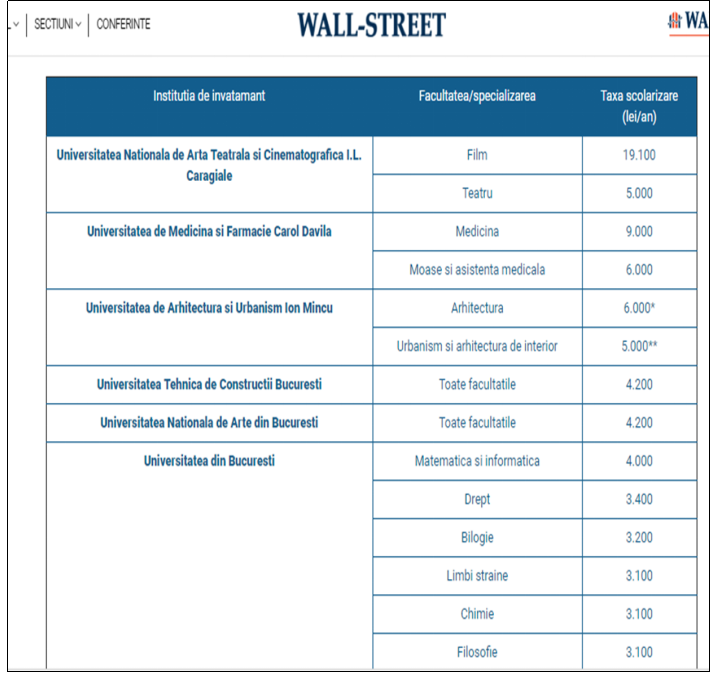 SECTIUNI CONFERINTE WALL-STREET WA
Institutia de invatamant Facultatea/specializarea Taxa scolarizare
(lei/an)
Universitatea Nationala de Arta Teatrala si Cinematografica I.L.
Caragiale
Film 19.100
Teatru 5.000
Universitatea de Medicina si Farmacie Carol Davila Medicina 9.000
Moase si asistenta medicala 6.000
Universitatea de Arhitectura si Urbanism Ion Mincu Arhitectura 6.000*
Urbanism si arhitectura de interior 5.000**
Universitatea Tehnica de Constructii Bucuresti Toate facultatile 4.200
Universitatea Nationala de Arte din Bucuresti Toate facultatile 4.200
Universitatea din Bucuresti Matematica si informatica 4.000
Drept 3.400
Bilogie 3.200
Limbi straine 3.100
Chimie 3.100
Filosofie 3.100